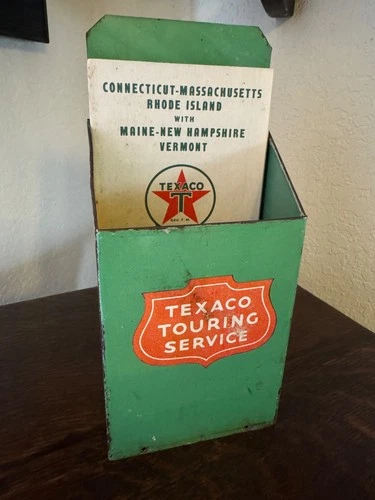 CONNECTICUT-MASSACHUSETTS
RHODE ISLAND
WITH
MAINE-NEW HAMPSHIRE
VERMONT
TEXACO
T
TEXACO
TOURING
SERVICE